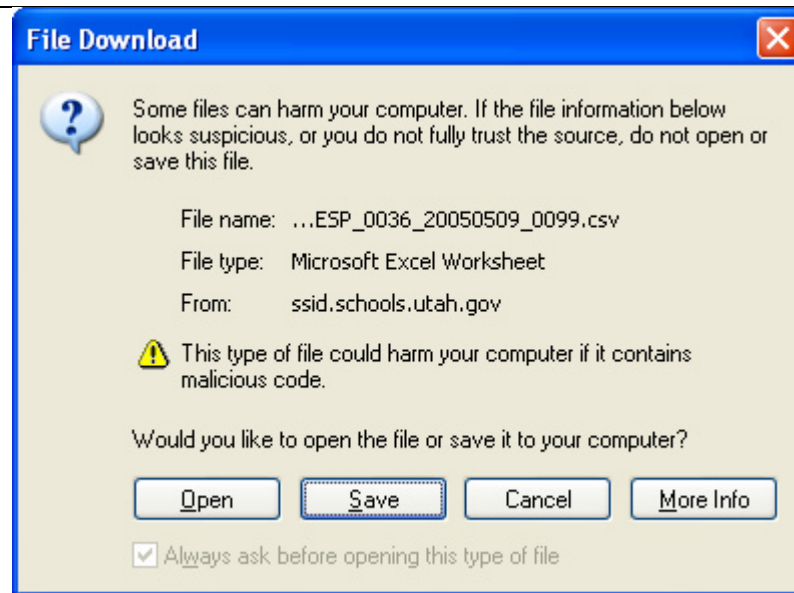 File Download
Some files can harm your computer. If the file information below
looks suspicious, or you do not fully trust the source, do not open or
save this file.
File name: ...ESP_0036_20050509_0099.csv
File type: Microsoft Excel Worksheet
From: ssid.schools.utah.gov
This type of file could harm your computer if it contains
malicious code.
Would you like to open the file or save it to your computer?
Open Save Cancel More Info
Always ask before opening this type of file